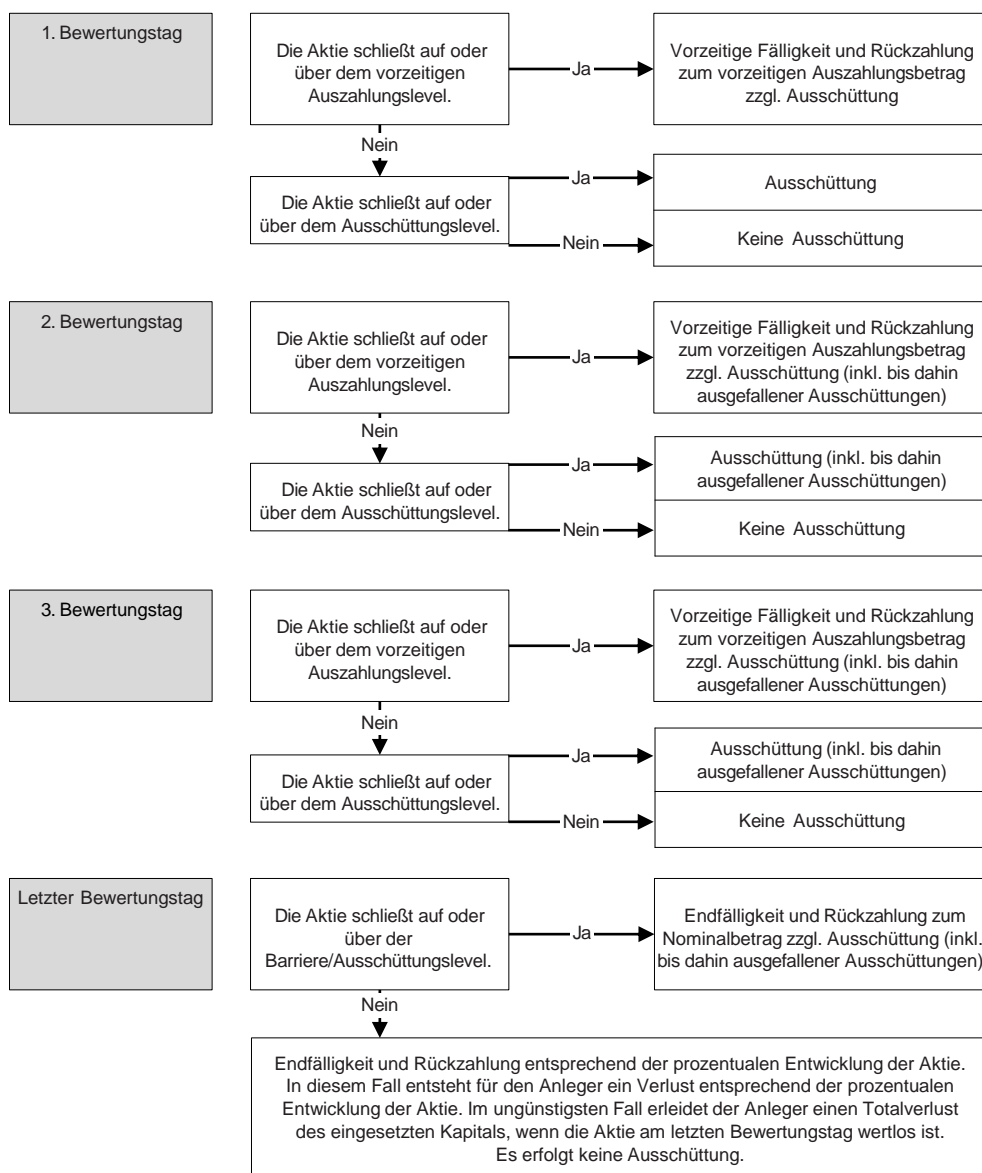 1. Bewertungstag
Die Aktie schließt auf oder
über dem vorzeitigen
Auszahlungslevel.
Ja
Vorzeitige Fälligkeit und Rückzahlung
zum vorzeitigen Auszahlungsbetrag
zzgl. Ausschüttung
Nein
Die Aktie schließt auf oder
über dem Ausschüttungslevel.
Ja
Ausschüttung
Nein
Keine Ausschüttung
2. Bewertungstag
Die Aktie schließt auf oder
über dem vorzeitigen
Auszahlungslevel.
Ja
Vorzeitige Fälligkeit und Rückzahlung
zum vorzeitigen Auszahlungsbetrag
zzgl. Ausschüttung (inkl. bis dahin
ausgefallener Ausschüttungen)
Nein
Die Aktie schließt auf oder
über dem Ausschüttungslevel.
Ja
Ausschüttung (inkl. bis dahin
ausgefallener Ausschüttungen)
Nein
Keine Ausschüttung
3. Bewertungstag
Die Aktie schließt auf oder
über dem vorzeitigen
Auszahlungslevel.
Ja
Vorzeitige Fälligkeit und Rückzahlung
zum vorzeitigen Auszahlungsbetrag
zzgl. Ausschüttung (inkl. bis dahin
ausgefallener Ausschüttungen)
Nein
Die Aktie schließt auf oder
über dem Ausschüttungslevel.
Ja
Ausschüttung (inkl. bis dahin
ausgefallener Ausschüttungen)
Nein
Keine Ausschüttung
Letzter Bewertungstag
Die Aktie schließt auf oder
über der
Barriere/Ausschüttungslevel.
Ja
Endfälligkeit und Rückzahlung zum
Nominalbetrag zzgl. Ausschüttung (inkl.
bis dahin ausgefallener Ausschüttungen)
Nein
Endfälligkeit und Rückzahlung entsprechend der prozentualen Entwicklung der Aktie.
In diesem Fall entsteht für den Anleger ein Verlust entsprechend der prozentualen
Entwicklung der Aktie. Im ungünstigsten Fall erleidet der Anleger einen Totalverlust
des eingesetzten Kapitals, wenn die Aktie am letzten Bewertungstag wertlos ist.
Es erfolgt keine Ausschüttung.